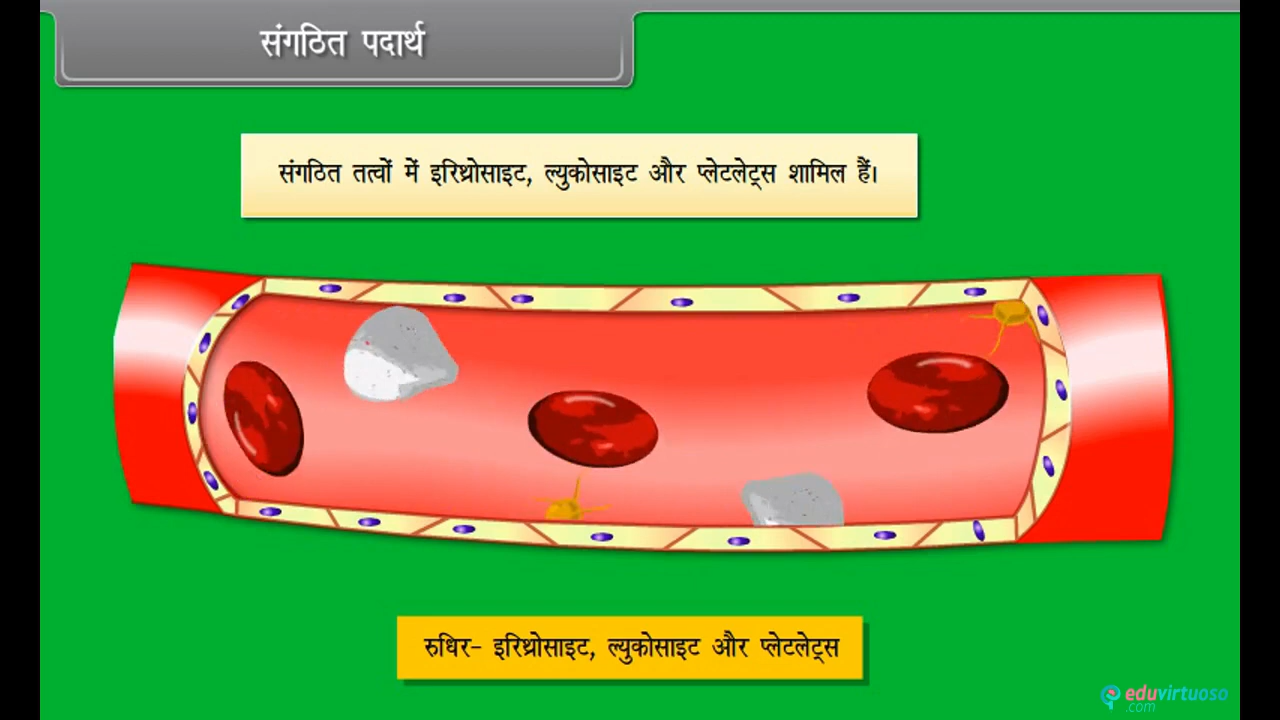 संगठित पदार्थ
संगठित तत्वों में इरिथ्रोसाइट, ल्युकोसाइट और प्लेटलेट्स शामिल हैं।
रुधिर- इरिथ्रोसाइट, ल्युकोसाइट और प्लेटलेट्स
eduvirtuoso
.com